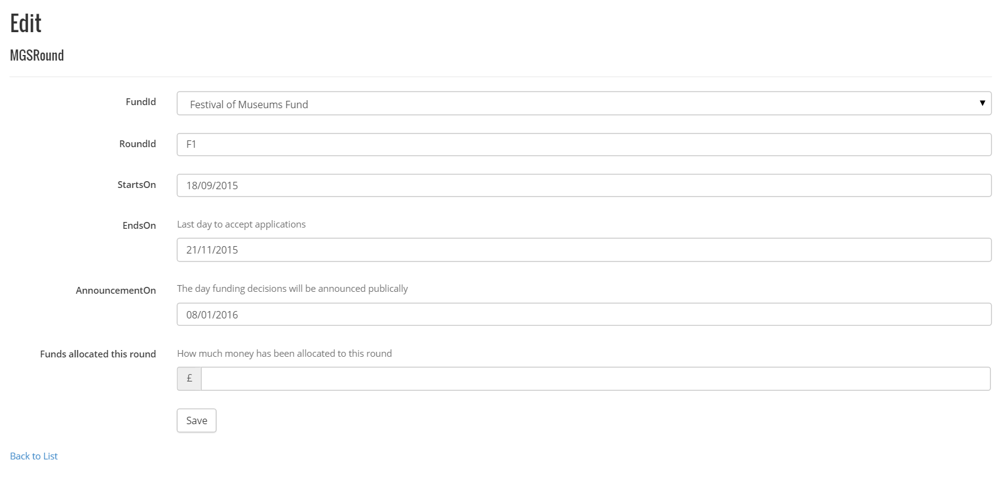 Edit
MGSRound
FundId
Festival of Museums Fund
RoundId
F1
StartsOn
18/09/2015
EndsOn
Last day to accept applications
21/11/2015
AnnouncementOn
The day funding decisions will be announced publically
08/01/2016
Funds allocated this round
How much money has been allocated to this round
£
Save
Back to List